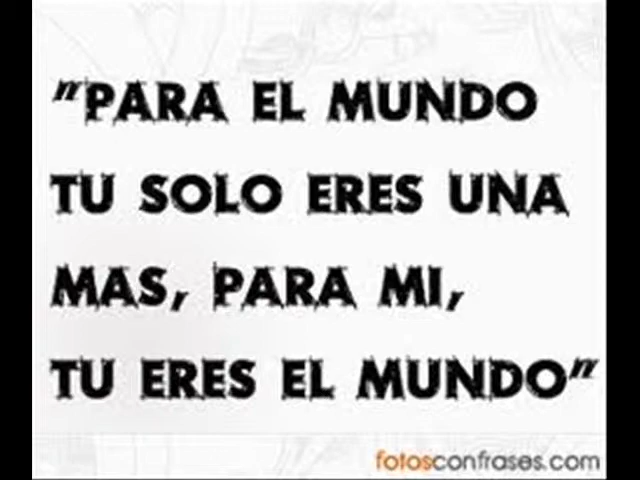 "PARA EL MUNDO
TU SOLO ERES UNA
MAS, PARA MI,
TU ERES EL MUNDO"
fotosconfrases.com